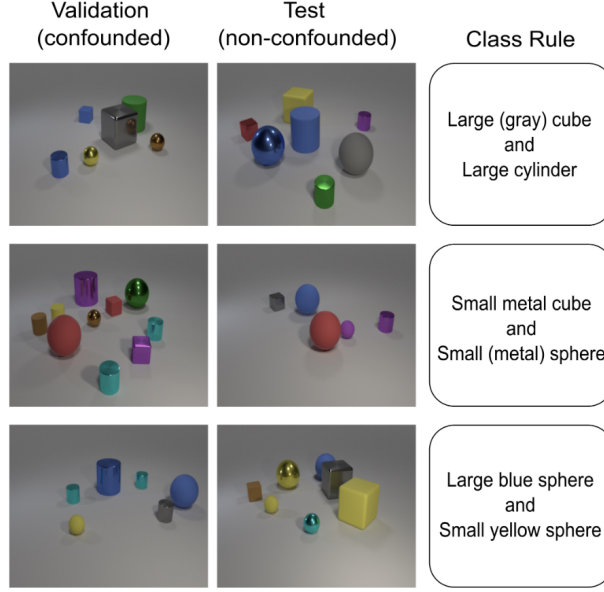 Validation
(confounded)
Test
(non-confounded)
Class Rule
Large (gray) cube
and
Large cylinder
Small metal cube
and
Small (metal) sphere
Large blue sphere
and
Small yellow sphere